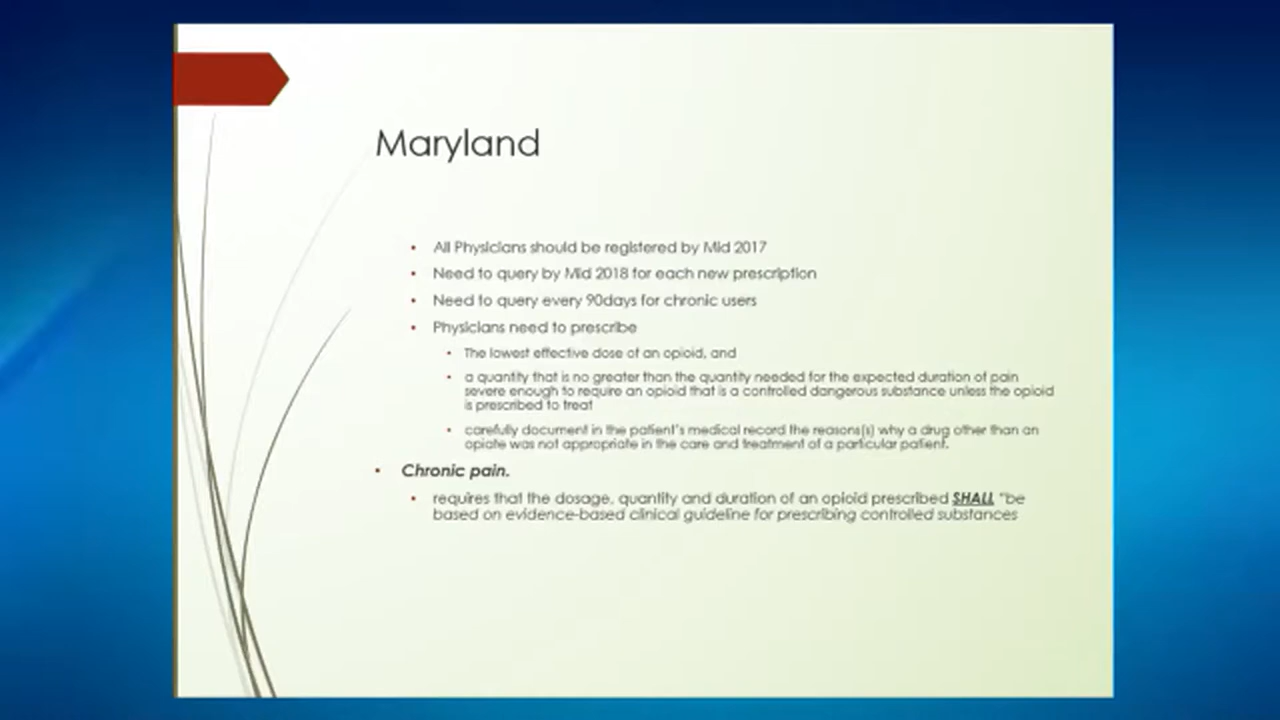 Maryland
• All Physicians should be registered by Mid 2017
• Need to query by Mid 2018 for each new prescription
• Need to query every 90days for chronic users
• Physicians need to prescribe
• The lowest effective dose of an opioid, and
• a quantity that is no greater than the quantity needed for the expected duration of pain
severe enough to require an opioid that is a controlled dangerous substance unless the opioid
is prescribed to treat
• carefully document in the patient's medical record the reasons(s) why a drug other than an
opiate was not appropriate in the care and treatment of a particular patient.
• Chronic pain.
• requires that the dosage, quantity and duration of an opioid prescribed SHALL "be
based on evidence-based clinical guideline for prescribing controlled substances